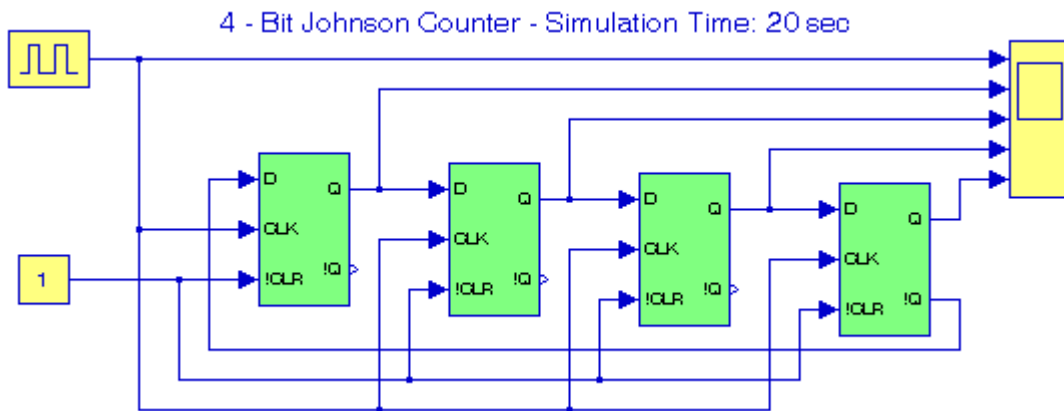 4 - Bit Johnson Counter - Simulation Time: 20 sec
D
Q
CLK
!Q
!CLR
D
Q
CLK
!Q
!CLR
D
Q
CLK
!Q
!CLR
D
Q
CLK
!Q
!CLR
1